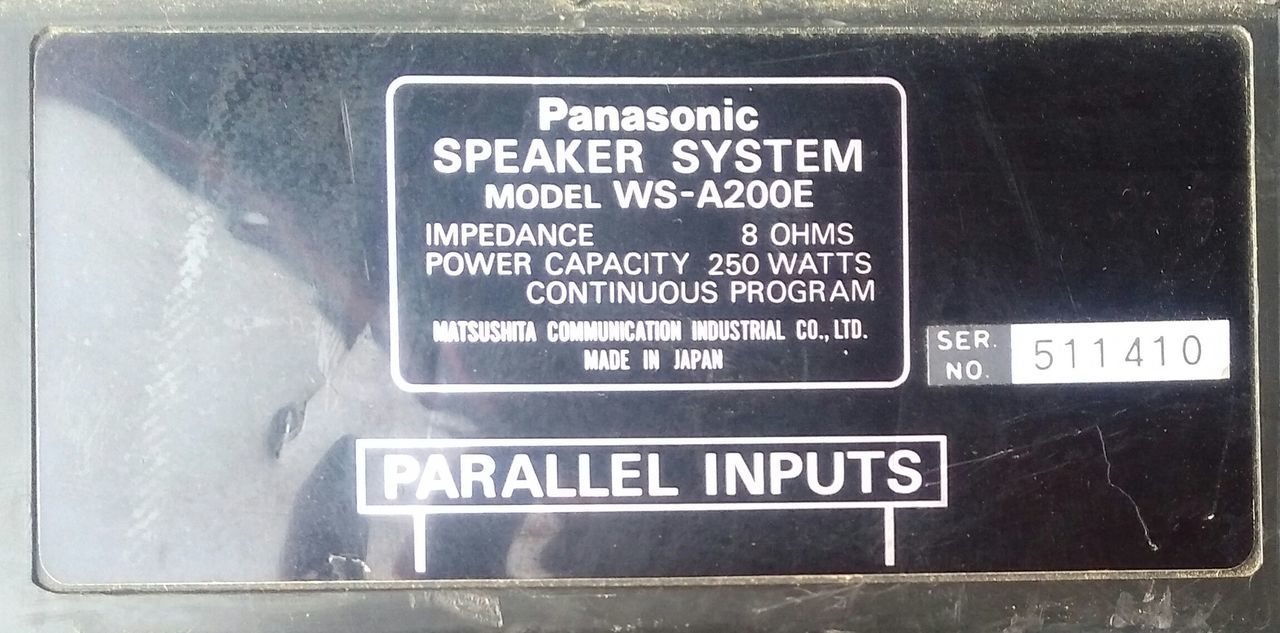 Panasonic
SPEAKER SYSTEM
MODEL WS-A200E
IMPEDANCE 8 OHMS
POWER CAPACITY 250 WATTS
CONTINUOUS PROGRAM
MATSUSHITA COMMUNICATION INDUSTRIAL CO., LTD.
MADE IN JAPAN
SER. NO. 511410
PARALLEL INPUTS